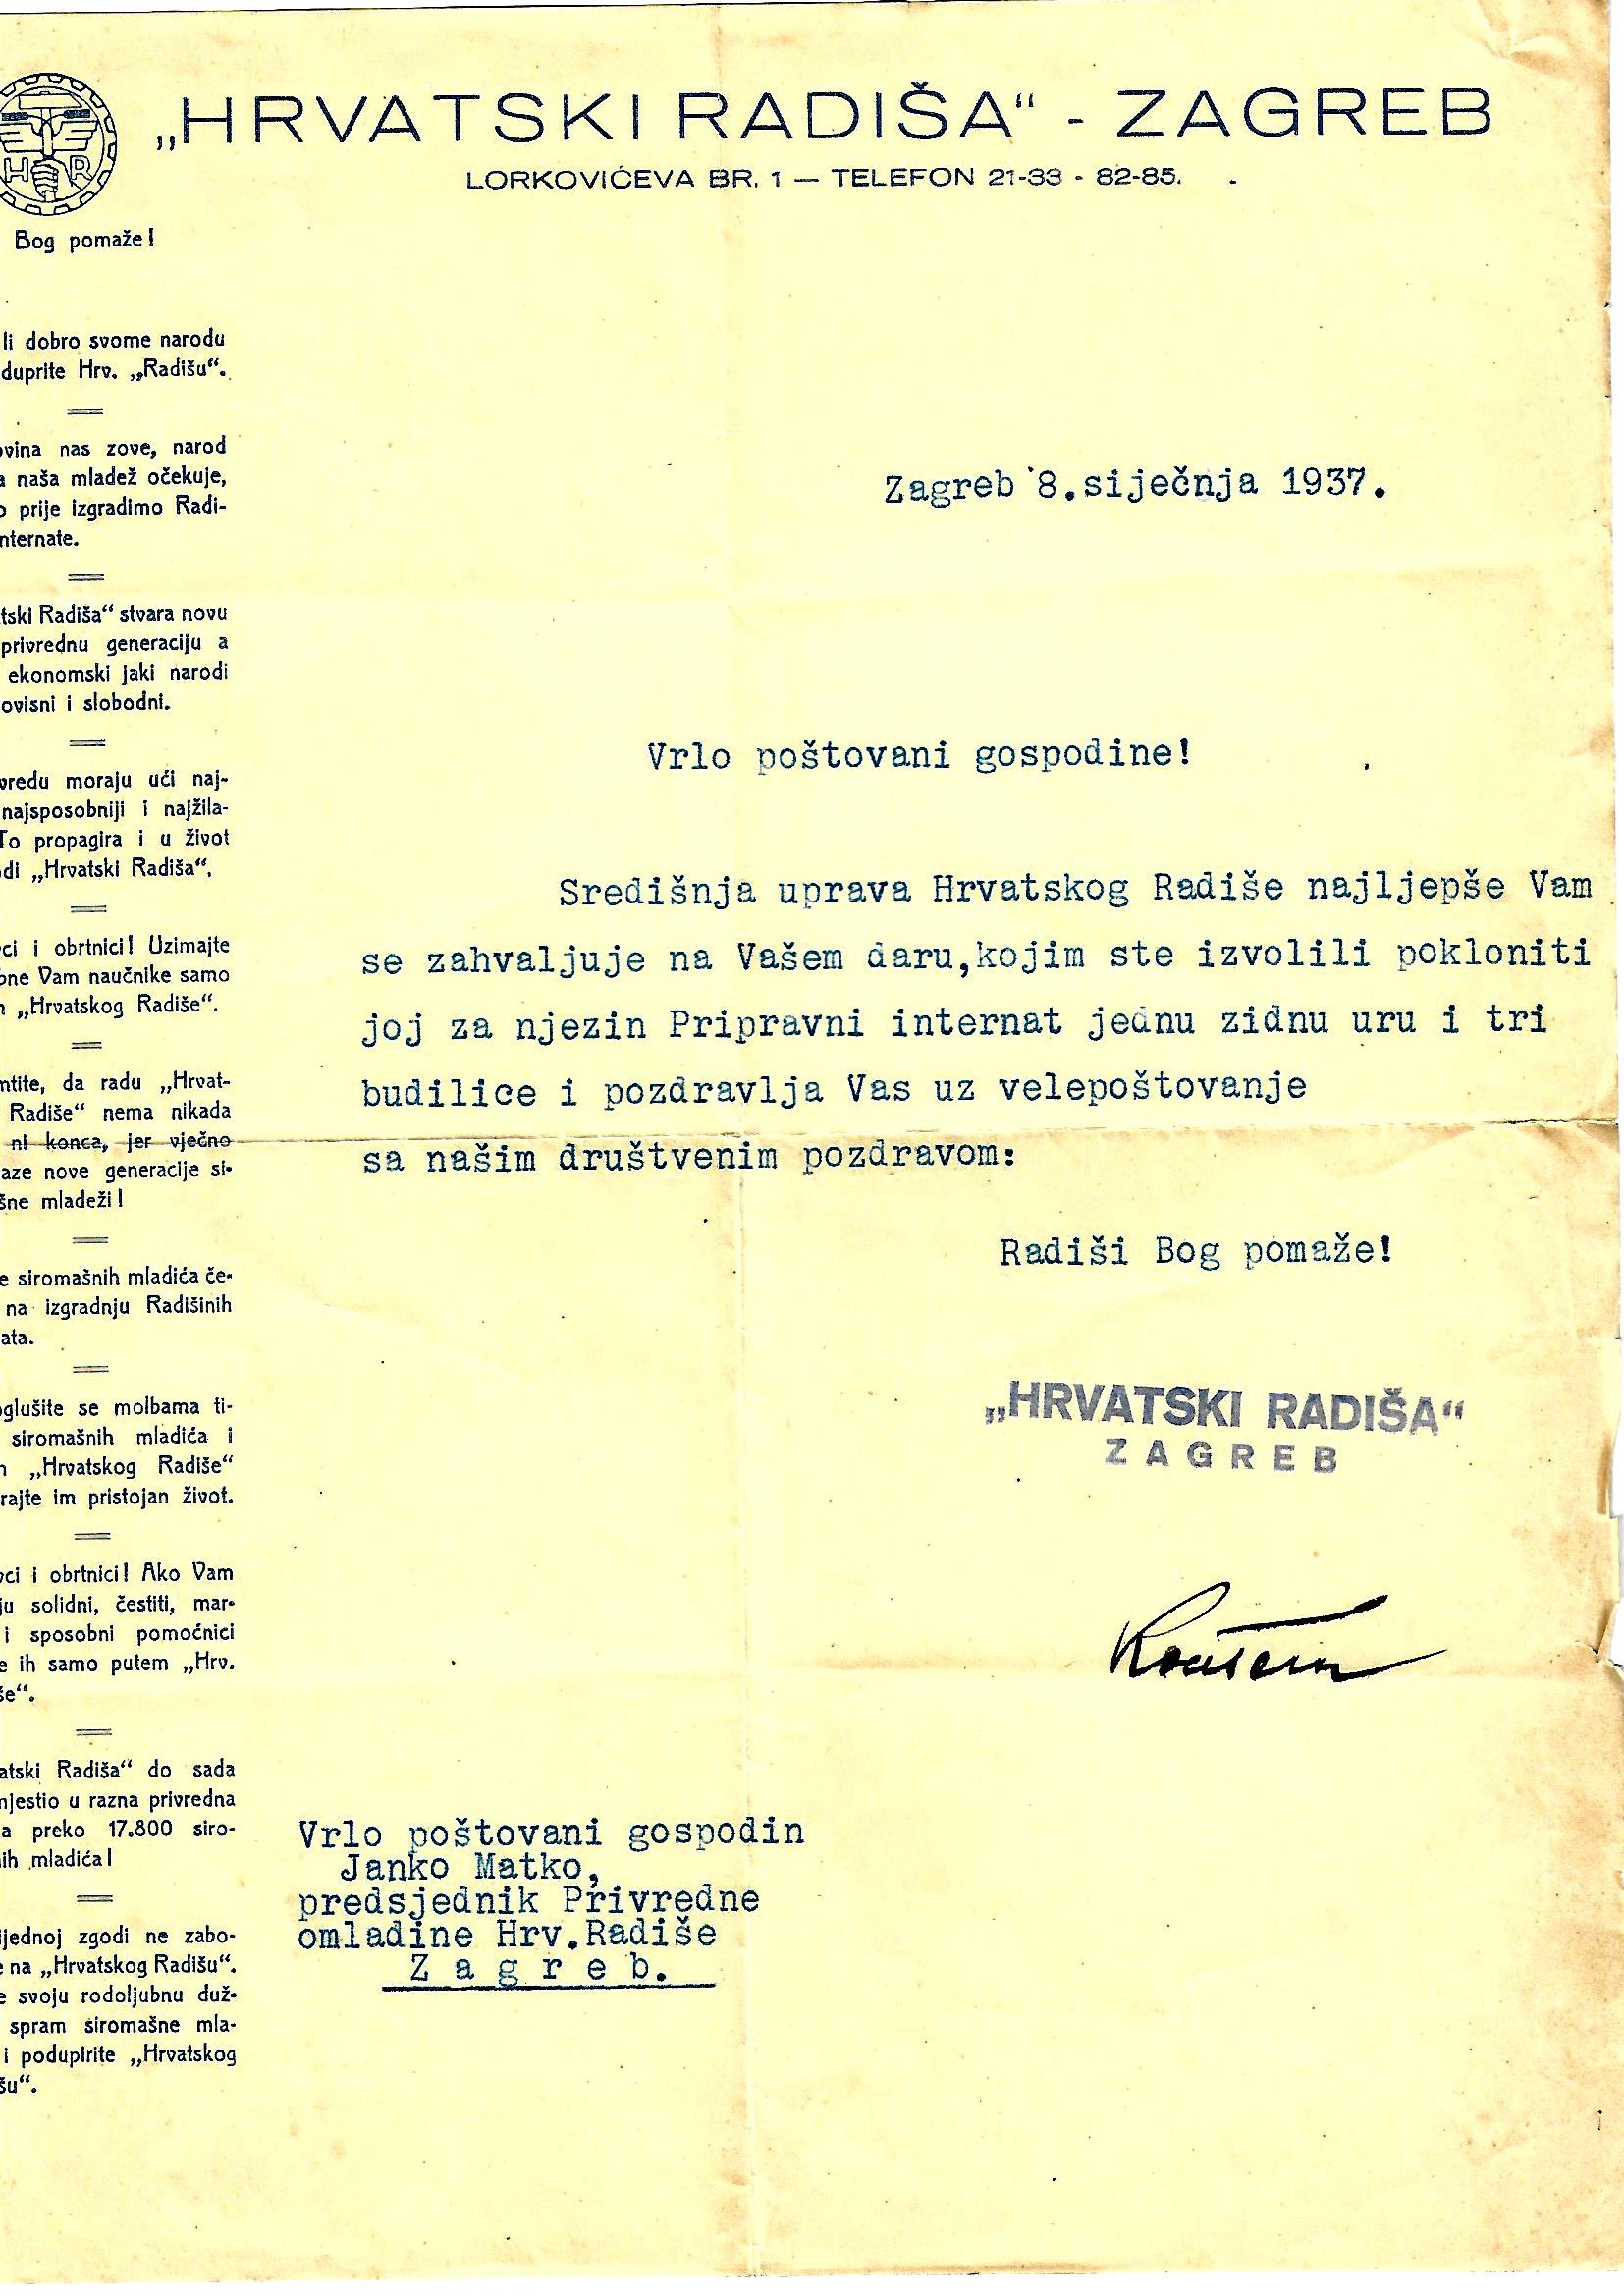 „HRVATSKI RADIŠA“ - ZAGREB
LORKOVIĆEVA BR. 1 — TELEFON 21-33 - 82-85.
H R
Bog pomaže!
li dobro svome narodu
duprite Hrv. „Radišu“.
ovina nas zove, narod
a naša mladež očekuje,
o prije izgradimo Radi-
nternate.
tski Radiša“ stvara novu
privrednu generaciju a
ekonomski jaki narodi
ovisni i slobodni.
vredu moraju ući naj-
najsposobniji i najžila-
To propagira i u život
di „Hrvatski Radiša“.
ci i obrtnici! Uzimajte
bne Vam naučnike samo
„Hrvatskog Radiše“.
mtite, da radu „Hrvat-
Radiše“ nema nikada
ni konca, jer vječno
aze nove generacije si-
šne mladeži!
e siromašnih mladića če-
na izgradnju Radišinih
ata.
oglušite se molbama ti-
siromašnih mladića i
„Hrvatskog Radiše“
rajte im pristojan život.
ci i obrtnici! Ako Vam
ju solidni, čestiti, mar-
i sposobni pomoćnici
e ih samo putem „Hrv.
še“.
atski Radiša“ do sada
mjestio u razna privredna
a preko 17.800 siro-
ih mladića!
ijednoj zgodi ne zabo-
e na „Hrvatskog Radišu“.
e svoju rodoljubnu duž-
spram siromašne mla-
i podupirite „Hrvatskog
šu“.
Zagreb 8.siječnja 1937.
Vrlo poštovani gospodine!
Središnja uprava Hrvatskog Radiše najljepše Vam
se zahvaljuje na Vašem daru,kojim ste izvolili pokloniti
joj za njezin Pripravni internat jednu zidnu uru i tri
budilice i pozdravlja Vas uz velepoštovanje
sa našim društvenim pozdravom:
Radiši Bog pomaže!
„HRVATSKI RADIŠA“
ZAGREB
Vrlo poštovani gospodin
Janko Matko,
predsjednik Privredne
omladine Hrv.Radiše
Z a g r e b.